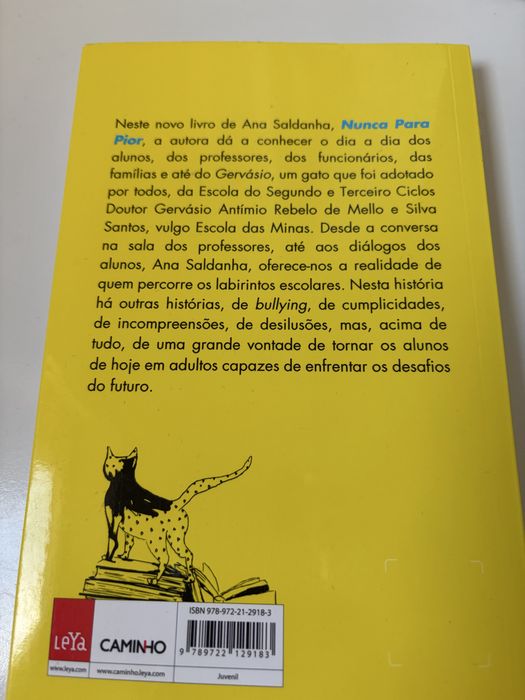 Neste novo livro de Ana Saldanha, Nunca Para
Pior, a autora dá a conhecer o dia a dia dos
alunos, dos professores, dos funcionários, das
famílias e até do Gervásio, um gato que foi adotado
por todos, da Escola do Segundo e Terceiro Ciclos
Doutor Gervásio Antímio Rebelo de Mello e Silva
Santos, vulgo Escola das Minas. Desde a conversa
na sala dos professores, até aos diálogos dos
alunos, Ana Saldanha, oferece-nos a realidade de
quem percorre os labirintos escolares. Nesta história
há outras histórias, de bullying, de cumplicidades,
de incompreensões, de desilusões, mas, acima de
tudo, de uma grande vontade de tornar os alunos
de hoje em adultos capazes de enfrentar os desafios
do futuro.
ISBN 978-972-21-2918-3
LeYa
CAMINHO
9 789722 129183
www.leya.com
www.caminho.leya.com
Juvenil